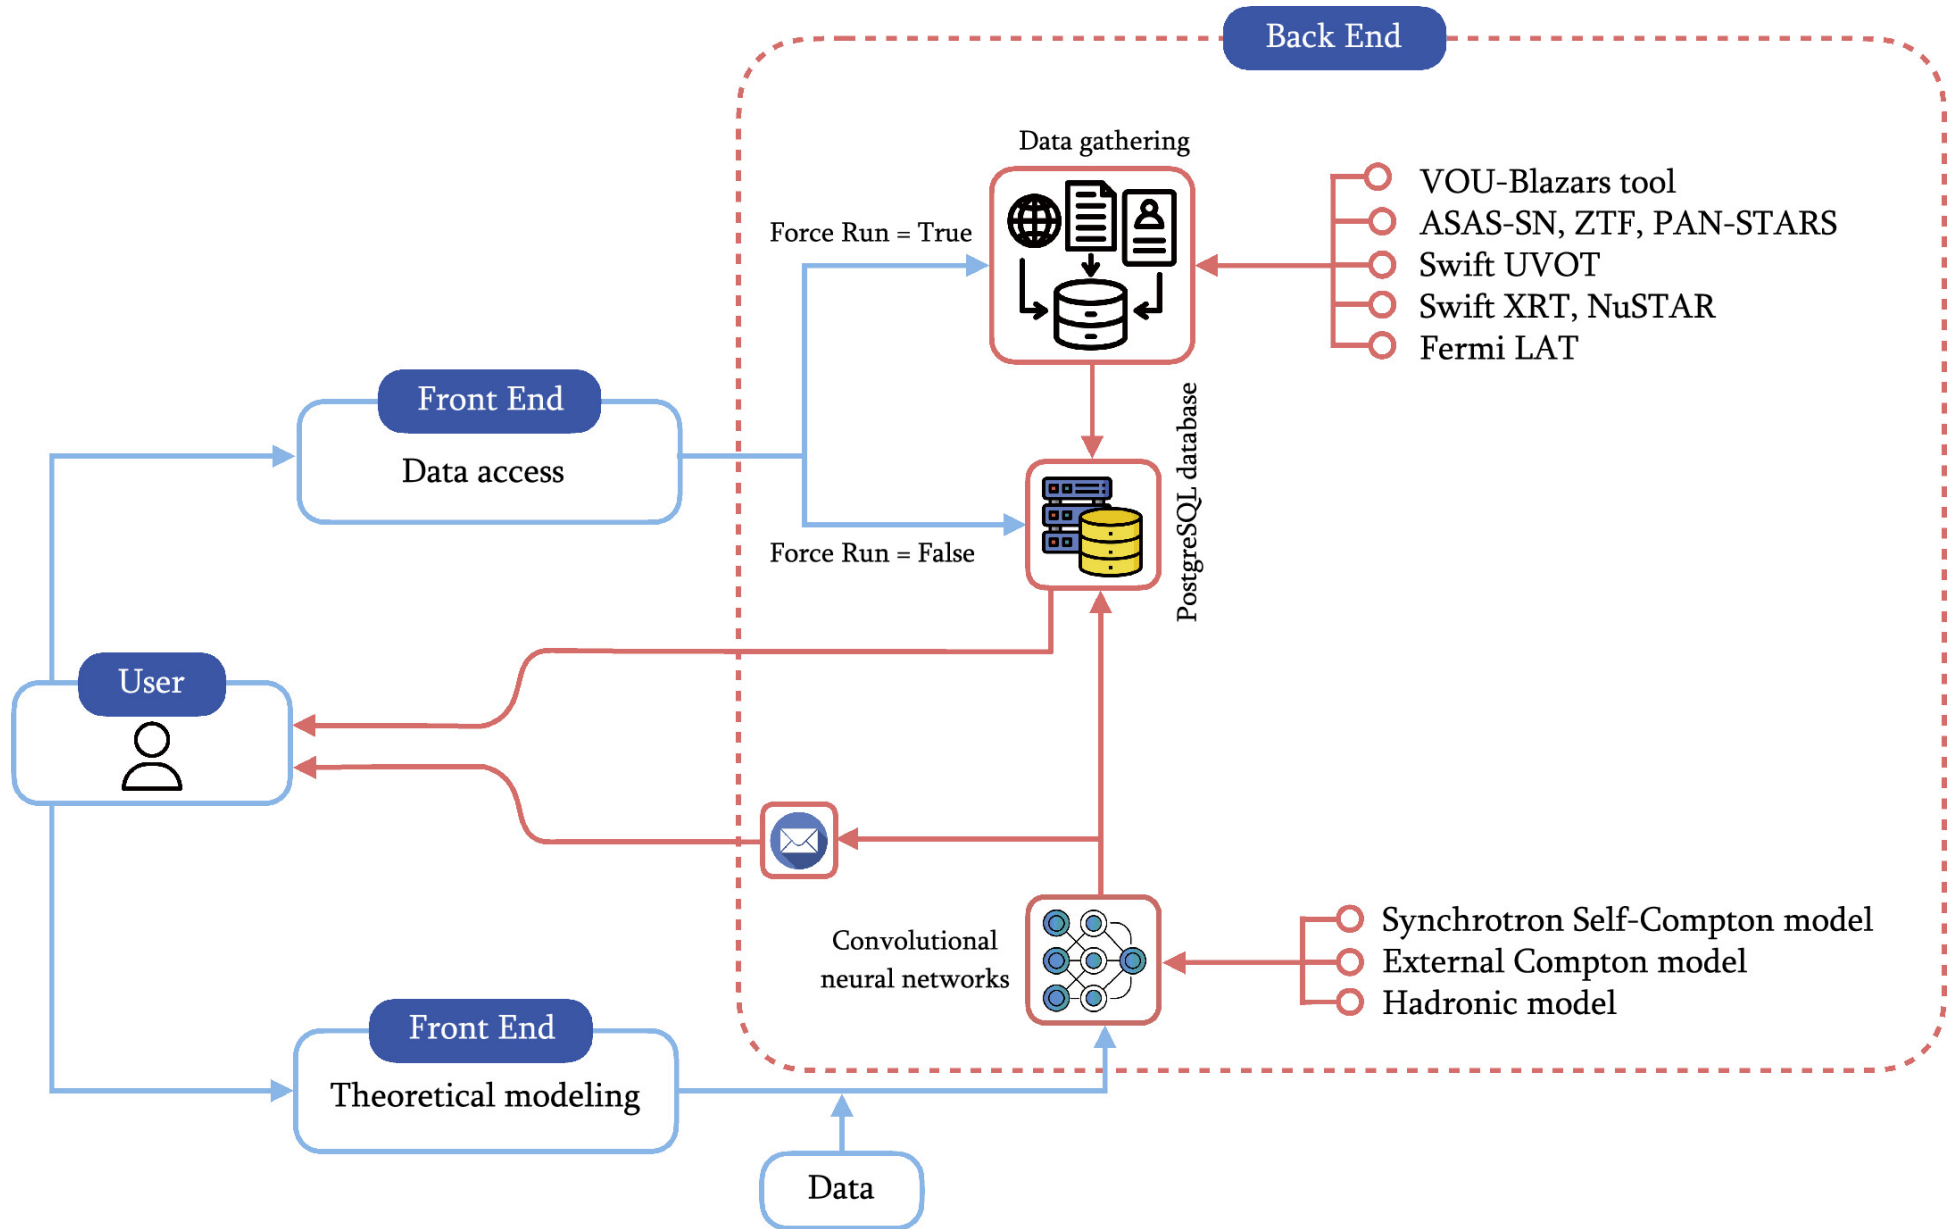 Back End
Data gathering
VOU-Blazars tool
ASAS-SN, ZTF, PAN-STARS
Swift UVOT
Swift XRT, NuSTAR
Fermi LAT
Force Run = True
Front End
Data access
Force Run = False
PostgreSQL database
User
Convolutional
neural networks
Synchrotron Self-Compton model
External Compton model
Hadronic model
Front End
Theoretical modeling
Data